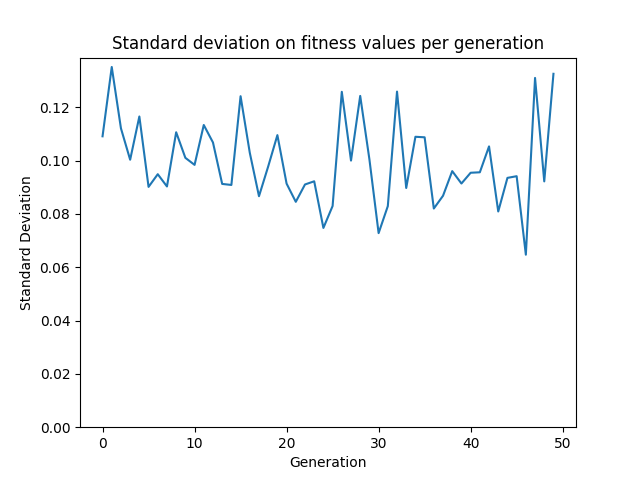 Standard deviation on fitness values per generation
Standard Deviation
0.12
0.10
0.08
0.06
0.04
0.02
0.00
0 10 20 30 40 50
Generation